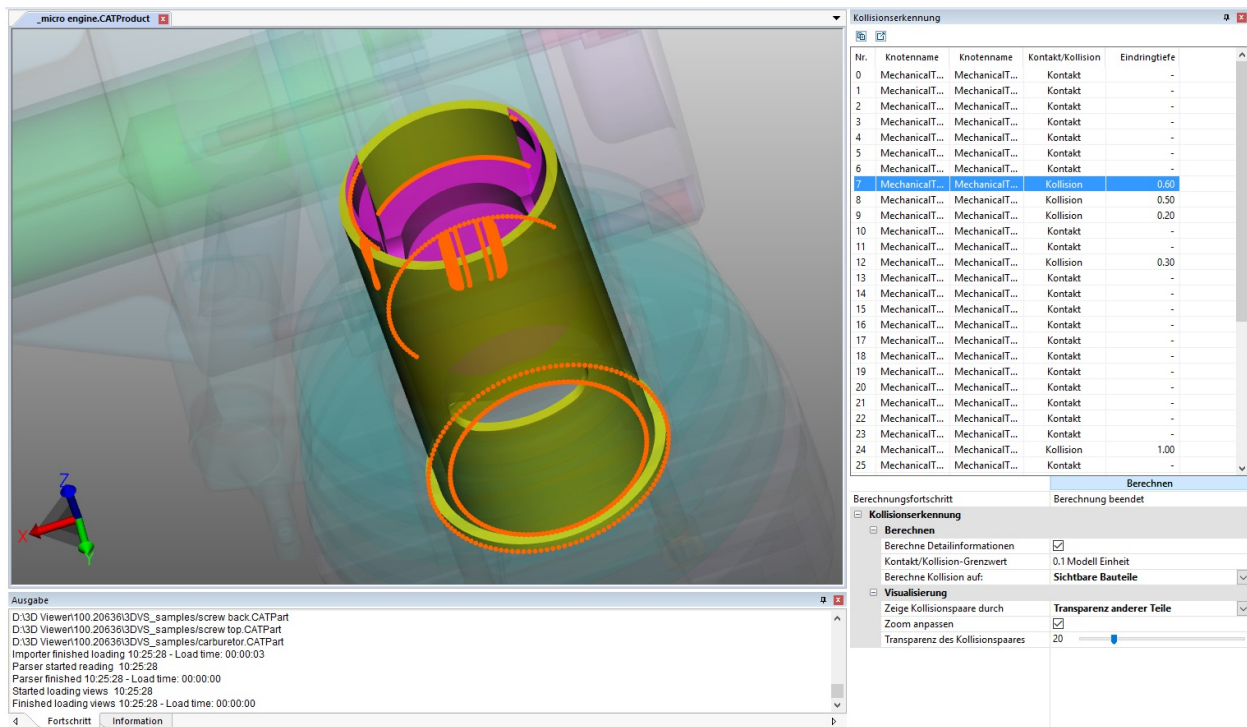 _micro engine.CATProduct
Z
X
Y
Ausgabe
D:\3D Viewer\100.20636\3DVS_samples/screw back.CATPart
D:\3D Viewer\100.20636\3DVS_samples/screw top.CATPart
D:\3D Viewer\100.20636\3DVS_samples/carburetor.CATPart
Importer finished loading 10:25:28 - Load time: 00:00:03
Parser started reading 10:25:28
Parser finished 10:25:28 - Load time: 00:00:00
Started loading views 10:25:28
Finished loading views 10:25:28 - Load time: 00:00:00
Fortschritt Information
Kollisionserkennung
Nr. Knotenname Knotenname Kontakt/Kollision Eindringtiefe
0 MechanicalT... MechanicalT... Kontakt -
1 MechanicalT... MechanicalT... Kontakt -
2 MechanicalT... MechanicalT... Kontakt -
3 MechanicalT... MechanicalT... Kontakt -
4 MechanicalT... MechanicalT... Kontakt -
5 MechanicalT... MechanicalT... Kontakt -
6 MechanicalT... MechanicalT... Kontakt -
7 MechanicalT... MechanicalT... Kollision 0.60
8 MechanicalT... MechanicalT... Kollision 0.50
9 MechanicalT... MechanicalT... Kollision 0.20
10 MechanicalT... MechanicalT... Kontakt -
11 MechanicalT... MechanicalT... Kontakt -
12 MechanicalT... MechanicalT... Kollision 0.30
13 MechanicalT... MechanicalT... Kontakt -
14 MechanicalT... MechanicalT... Kontakt -
15 MechanicalT... MechanicalT... Kontakt -
16 MechanicalT... MechanicalT... Kontakt -
17 MechanicalT... MechanicalT... Kontakt -
18 MechanicalT... MechanicalT... Kontakt -
19 MechanicalT... MechanicalT... Kontakt -
20 MechanicalT... MechanicalT... Kontakt -
21 MechanicalT... MechanicalT... Kontakt -
22 MechanicalT... MechanicalT... Kontakt -
23 MechanicalT... MechanicalT... Kontakt -
24 MechanicalT... MechanicalT... Kollision 1.00
25 MechanicalT... MechanicalT... Kontakt -
Berechnen
Berechnungsfortschritt Berechnung beendet
Kollisionserkennung
Berechnen
Berechne Detailinformationen
Kontakt/Kollision-Grenzwert 0.1 Modell Einheit
Berechne Kollision auf: Sichtbare Bauteile
Visualisierung
Zeige Kollisionspaare durch Transparenz anderer Teile
Zoom anpassen
Transparenz des Kollisionspaares 20